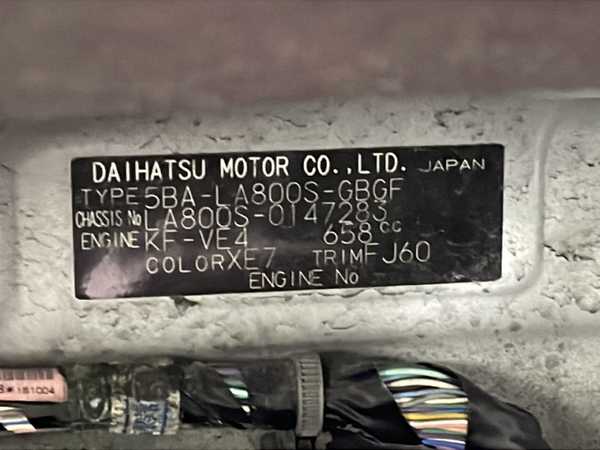 DAIHATSU MOTOR CO.,LTD. JAPAN
TYPE 5BA-LA800S-GBGF
CHASSIS No LA800S-0147283
ENGINE KF-VE4 658cc
COLOR XE7 TRIM FJ60
ENGINE No
181004